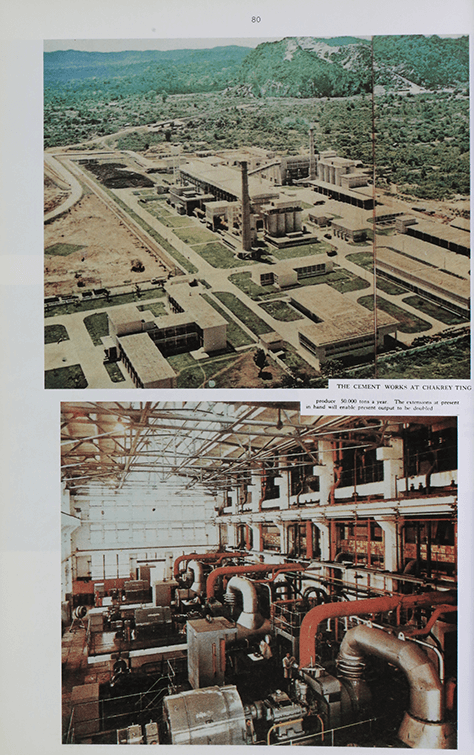 80
THE CEMENT WORKS AT CHAKREY TING
produce 50.000 tons a year. The extensions at present
in hand will enable present output to be doubled